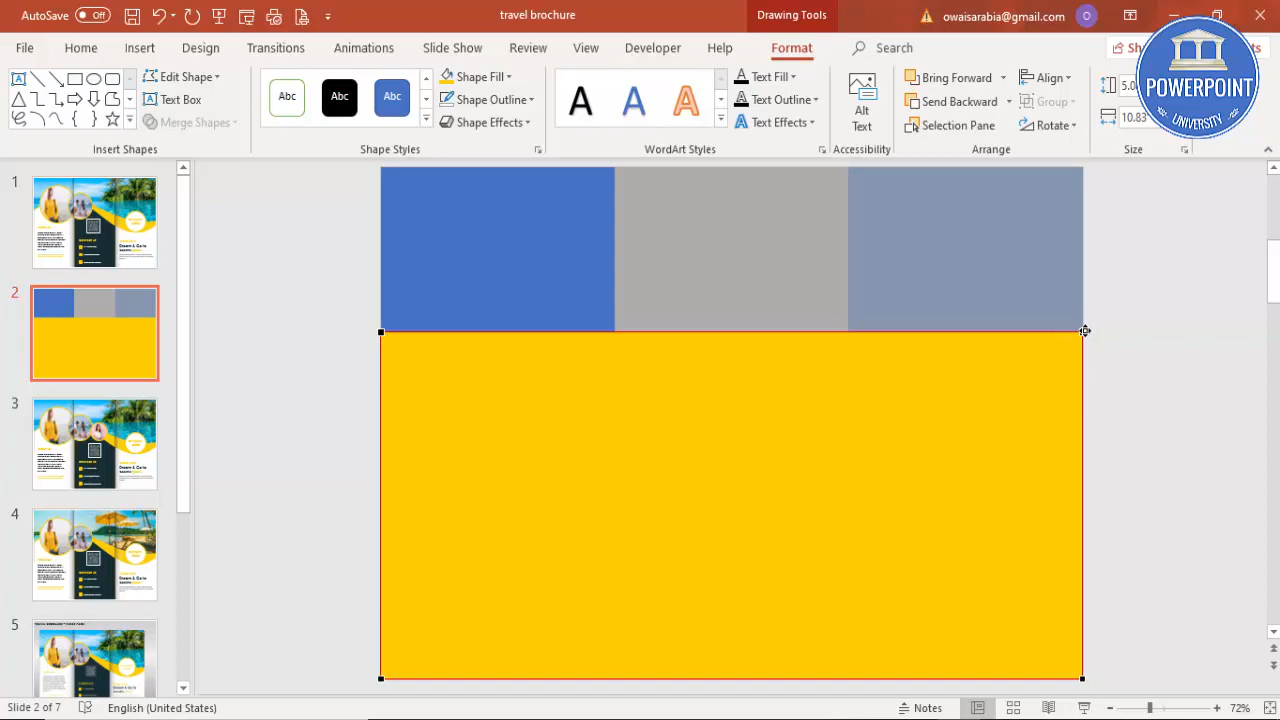 AutoSave Off
travel brochure
Drawing Tools
owaisarabia@gmail.com
O
File
Home
Insert
Design
Transitions
Animations
Slide Show
Review
View
Developer
Help
Format
Search
Edit Shape
Text Box
Merge Shapes
Insert Shapes
Abc
Abc
Abc
Shape Fill
Shape Outline
Shape Effects
Shape Styles
A
A
A
Text Fill
Text Outline
Text Effects
WordArt Styles
Alt
Text
Accessibility
Bring Forward
Send Backward
Selection Pane
Align
Group
Rotate
Arrange
10.83
Size
POWERPOINT
UNIVERSITY
1
2
3
4
5
Slide 2 of 7
English (United States)
Notes
72%